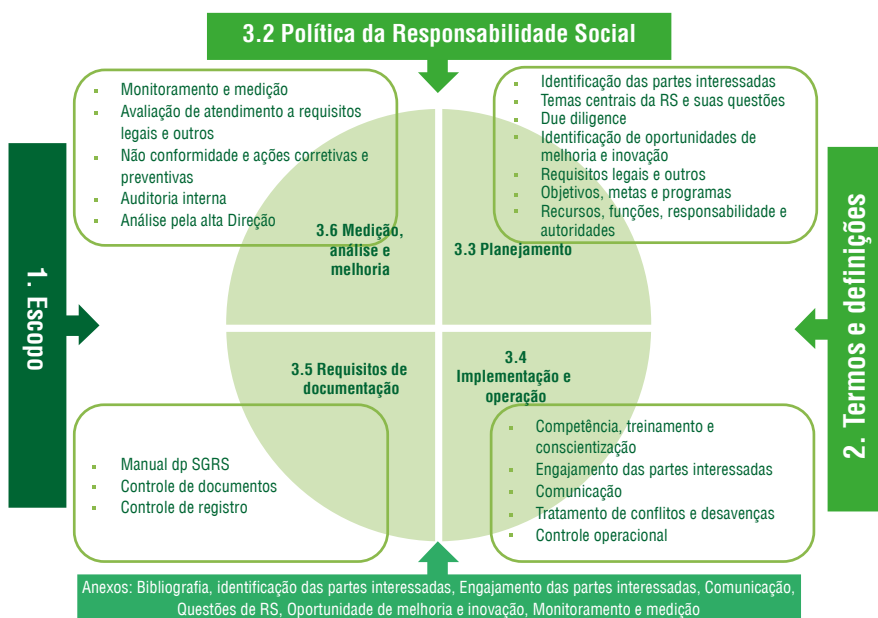 3.2 Política da Responsabilidade Social
Monitoramento e medição
Avaliação de atendimento a requisitos
legais e outros
Não conformidade e ações corretivas e
preventivas
Auditoria interna
Análise pela alta Direção
Identificação das partes interessadas
Temas centrais da RS e suas questões
Due diligence
Identificação de oportunidades de
melhoria e inovação
Requisitos legais e outros
Objetivos, metas e programas
Recursos, funções, responsabilidade e
autoridades
3.6 Medição,
análise e
melhoria
3.3 Planejamento
1. Escopo
2. Termos e definições
3.5 Requisitos de
documentação
3.4
Implementação e
operação
Manual dp SGRS
Controle de documentos
Controle de registro
Competência, treinamento e
conscientização
Engajamento das partes interessadas
Comunicação
Tratamento de conflitos e desavenças
Controle operacional
Anexos: Bibliografia, identificação das partes interessadas, Engajamento das partes interessadas, Comunicação,
Questões de RS, Oportunidade de melhoria e inovação, Monitoramento e medição